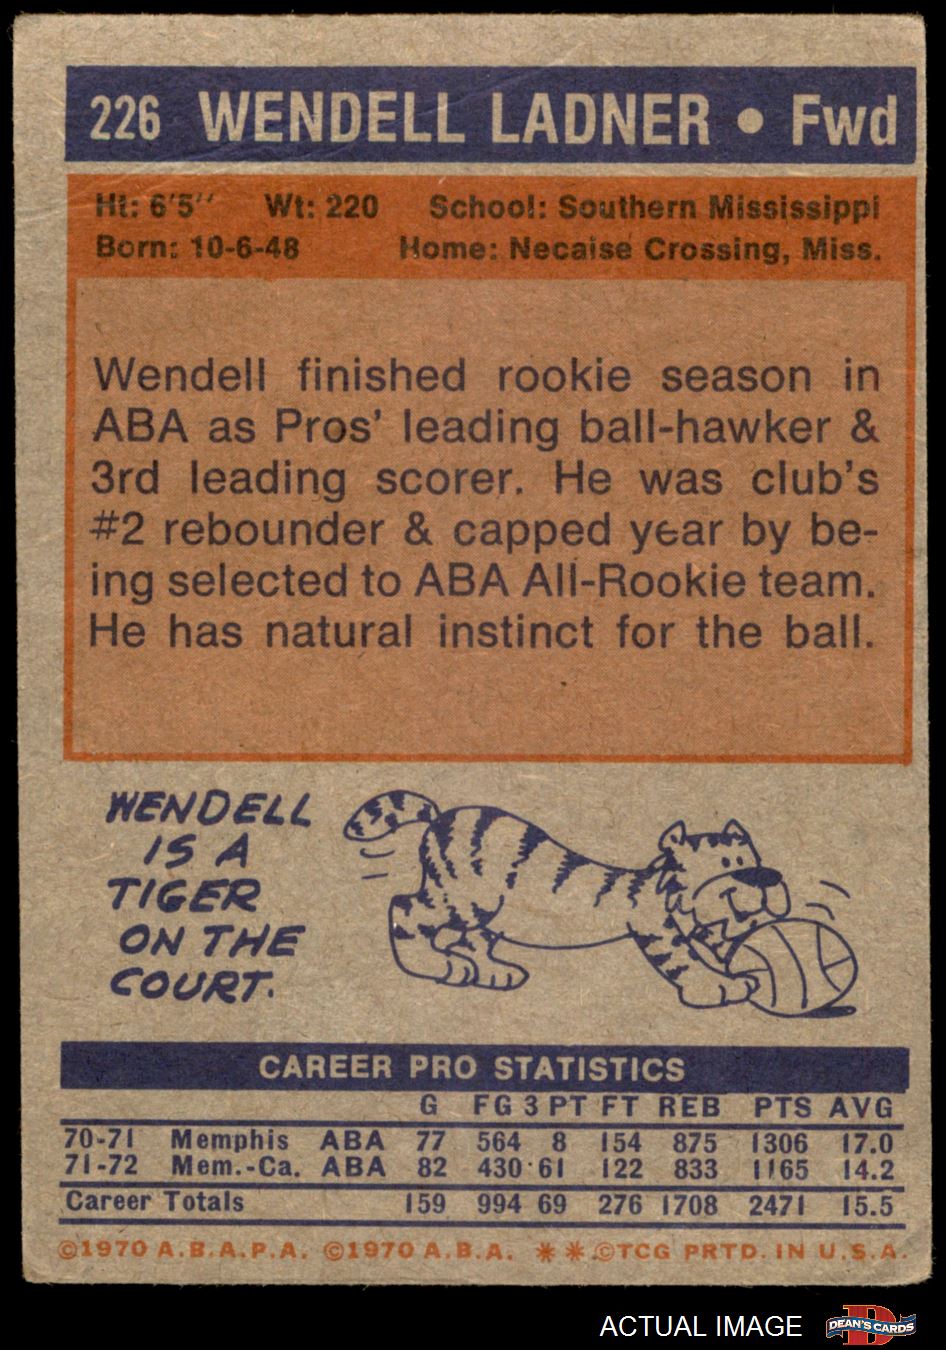 226 WENDELL LADNER • Fwd
Ht: 6'5'' Wt: 220 School: Southern Mississippi
Born: 10-6-48 Home: Necaise Crossing, Miss.
Wendell finished rookie season in
ABA as Pros' leading ball-hawker &
3rd leading scorer. He was club's
#2 rebounder & capped year by be-
ing selected to ABA All-Rookie team.
He has natural instinct for the ball.
WENDELL
IS A
TIGER
ON THE
COURT.
CAREER PRO STATISTICS
G FG 3 PT FT REB PTS AVG
70-71 Memphis ABA 77 564 8 154 875 1306 17.0
71-72 Mem.-Ca. ABA 82 430 61 122 833 1165 14.2
Career Totals 159 994 69 276 1708 2471 15.5
©1970 A.B.A.P.A. ©1970 A.B.A. ** ©TCG PRTD. IN U.S.A.
ACTUAL IMAGE
D
DEAN'S CARDS